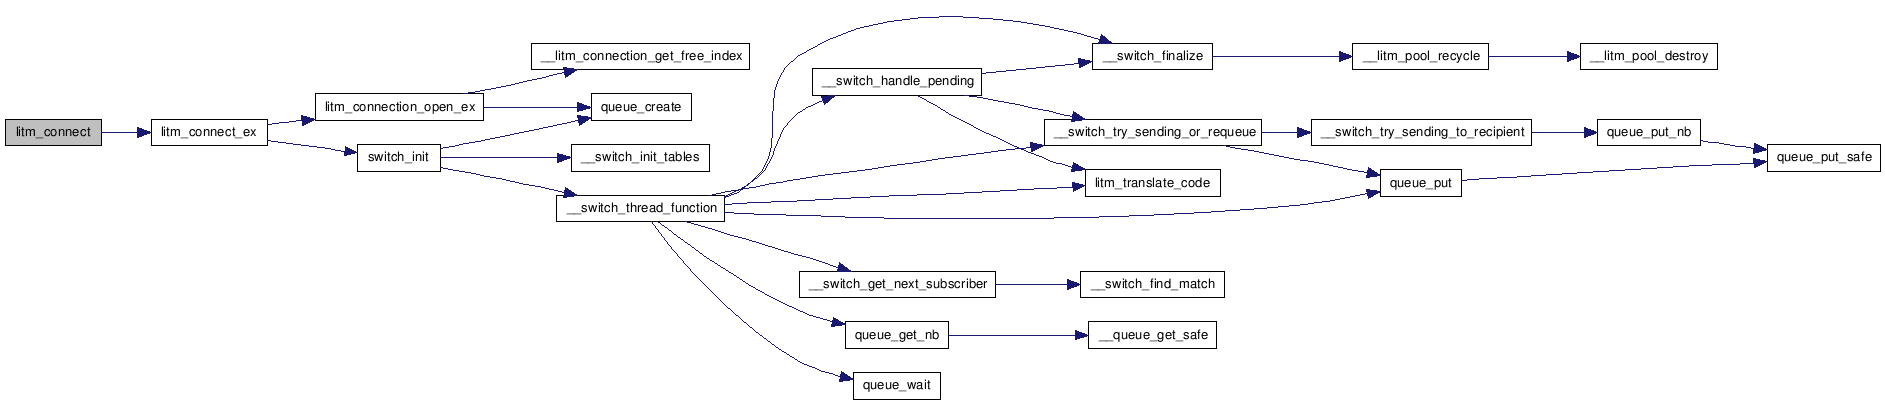 litm_connect
litm_connect_ex
litm_connection_open_ex
switch_init
__litm_connection_get_free_index
queue_create
__switch_init_tables
__switch_thread_function
__switch_handle_pending
__switch_get_next_subscriber
queue_get_nb
queue_wait
__switch_finalize
__switch_try_sending_or_requeue
litm_translate_code
__switch_find_match
__queue_get_safe
__litm_pool_recycle
__switch_try_sending_to_recipient
queue_put
__litm_pool_destroy
queue_put_nb
queue_put_safe